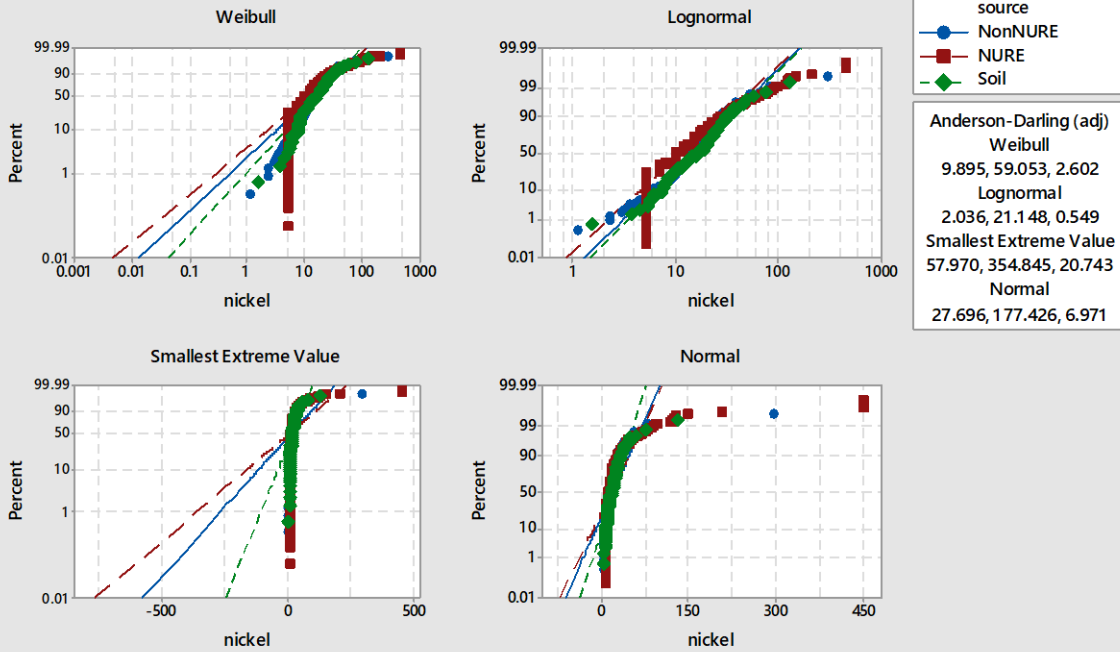 Weibull
99.99
90
50
10
1
0.01
Percent
0.001 0.01 0.1 1 10 100 1000
nickel
Lognormal
99.99
99
90
50
10
1
0.01
Percent
1 10 100 1000
nickel
source
NonNURE
NURE
Soil
Anderson-Darling (adj)
Weibull
9.895, 59.053, 2.602
Lognormal
2.036, 21.148, 0.549
Smallest Extreme Value
57.970, 354.845, 20.743
Normal
27.696, 177.426, 6.971
Smallest Extreme Value
99.99
90
50
10
1
0.01
Percent
-500 0 500
nickel
Normal
99.99
99
90
50
10
1
0.01
Percent
0 150 300 450
nickel